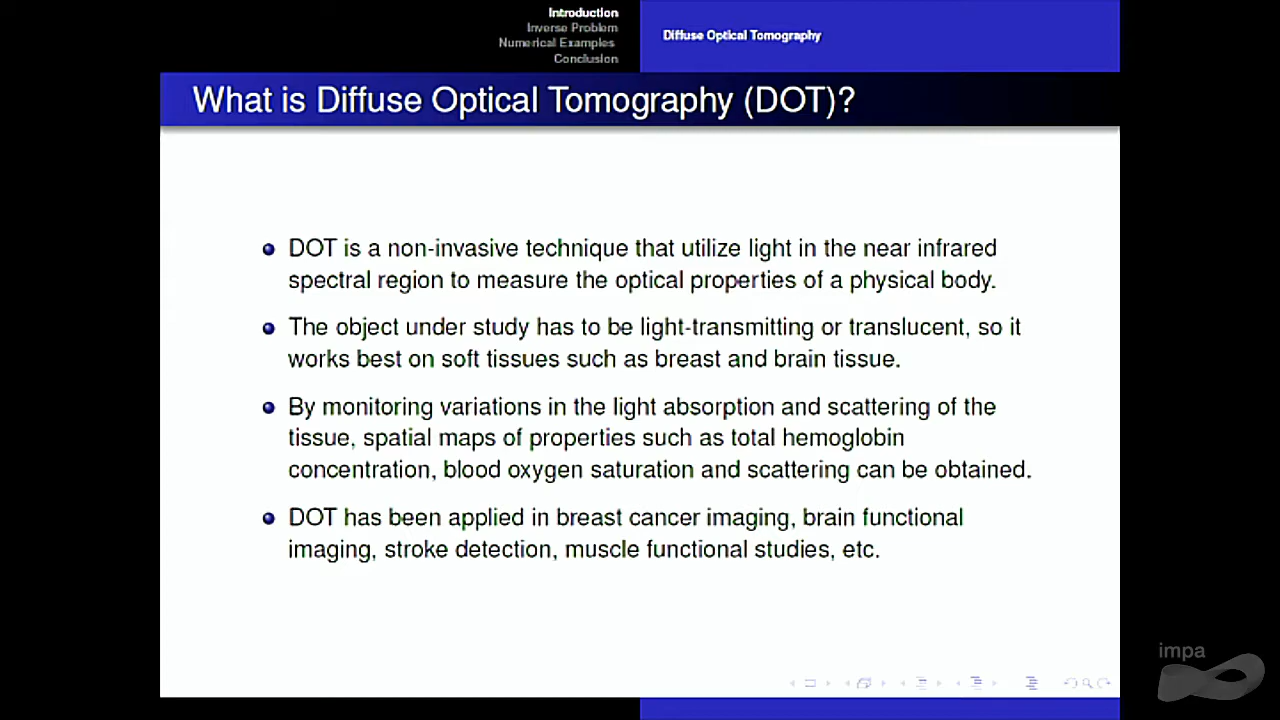 Introduction
Inverse Problem
Numerical Examples
Conclusion
Diffuse Optical Tomography
What is Diffuse Optical Tomography (DOT)?
DOT is a non-invasive technique that utilize light in the near infrared
spectral region to measure the optical properties of a physical body.
The object under study has to be light-transmitting or translucent, so it
works best on soft tissues such as breast and brain tissue.
By monitoring variations in the light absorption and scattering of the
tissue, spatial maps of properties such as total hemoglobin
concentration, blood oxygen saturation and scattering can be obtained.
DOT has been applied in breast cancer imaging, brain functional
imaging, stroke detection, muscle functional studies, etc.
impa